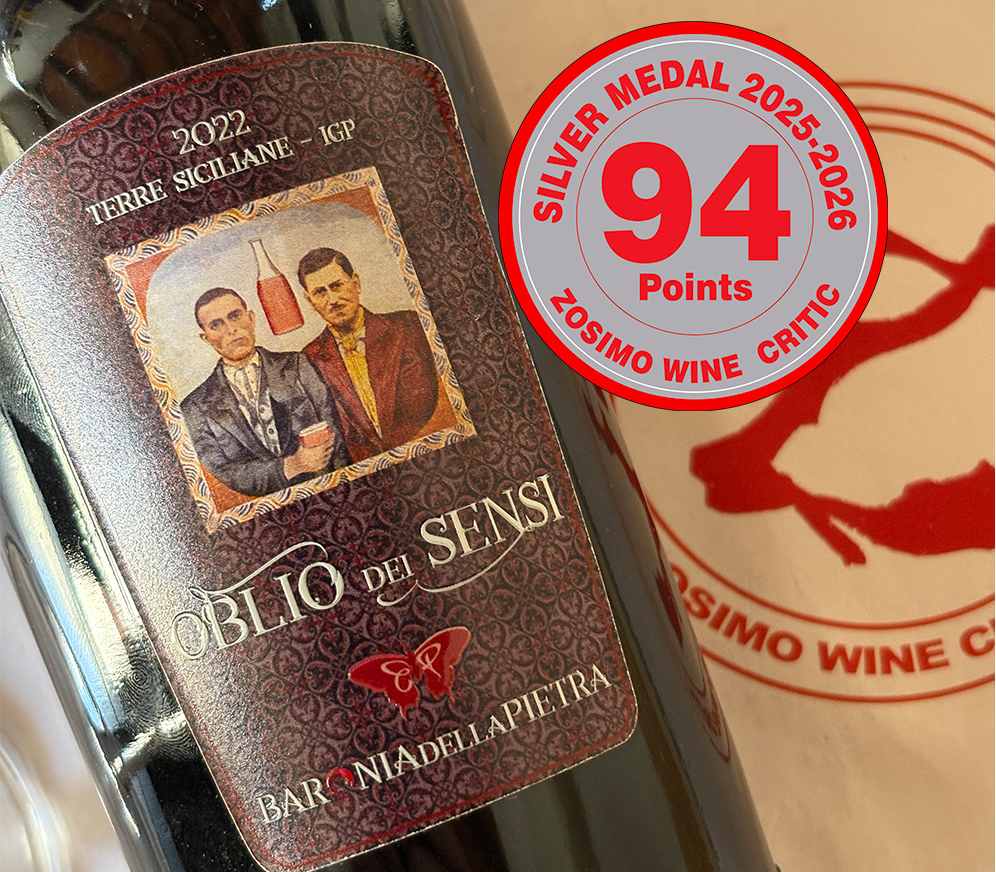 2022
TERRE SICILIANE - IGP
OBLIO DEI SENSI
CP
BARONIADELLAPIETRA
SILVER MEDAL 2025-2026
94
Points
ZOSIMO WINE CRITIC
OSIMO WINE C